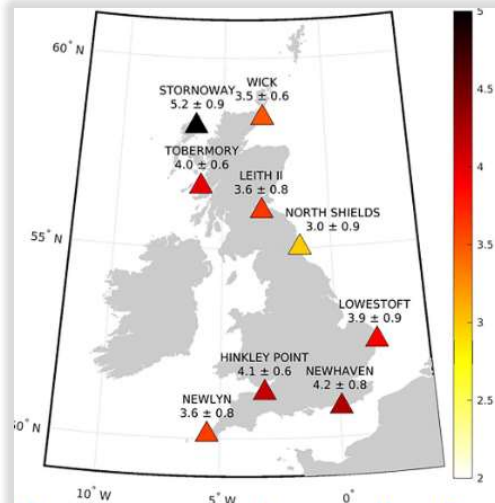 60°N
5
WICK
3.5 ± 0.6
STORNOWAY
5.2 ± 0.9
4.5
TOBERMORY
4.0 ± 0.6
LEITH II
3.6 ± 0.8
4
NORTH SHIELDS
3.0 ± 0.9
55°N
3.5
LOWESTOFT
3.9 ± 0.9
3
HINKLEY POINT
4.1 ± 0.6
NEWHAVEN
4.2 ± 0.8
2.5
NEWLYN
3.6 ± 0.8
50°N
2
10°W
5°W
0°